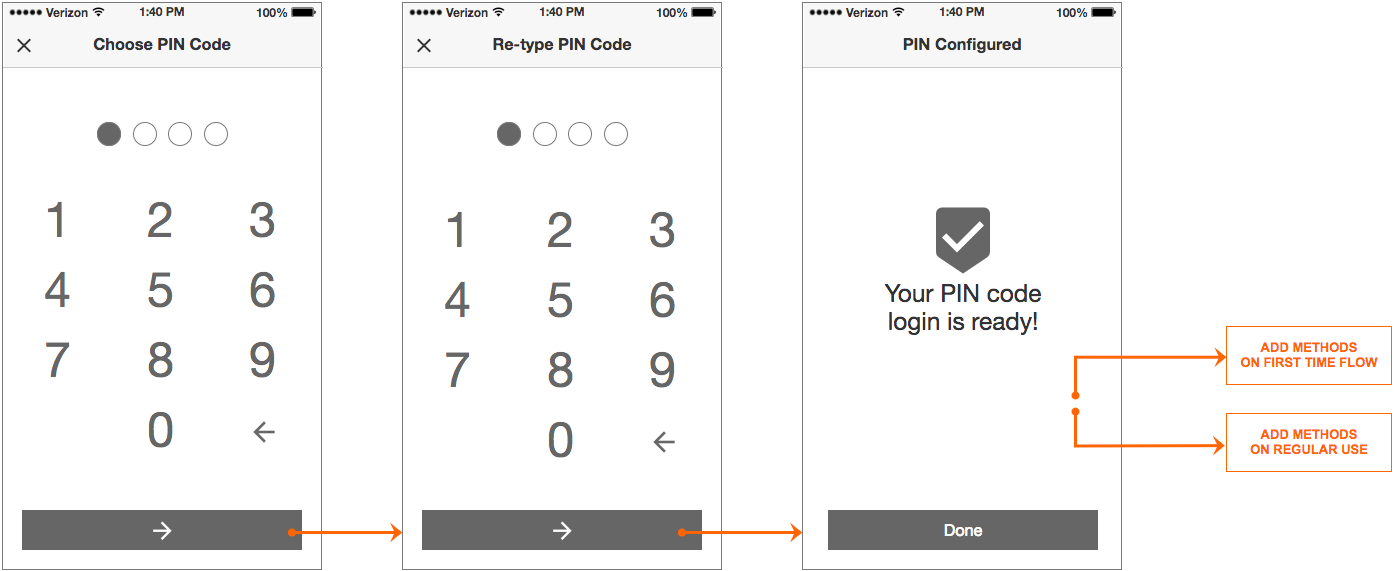 Verizon 1:40 PM 100%
Choose PIN Code
1 2 3
4 5 6
7 8 9
0
Verizon 1:40 PM 100%
Re-type PIN Code
1 2 3
4 5 6
7 8 9
0
Verizon 1:40 PM 100%
PIN Configured
Your PIN code
login is ready!
Done
ADD METHODS
ON FIRST TIME FLOW
ADD METHODS
ON REGULAR USE